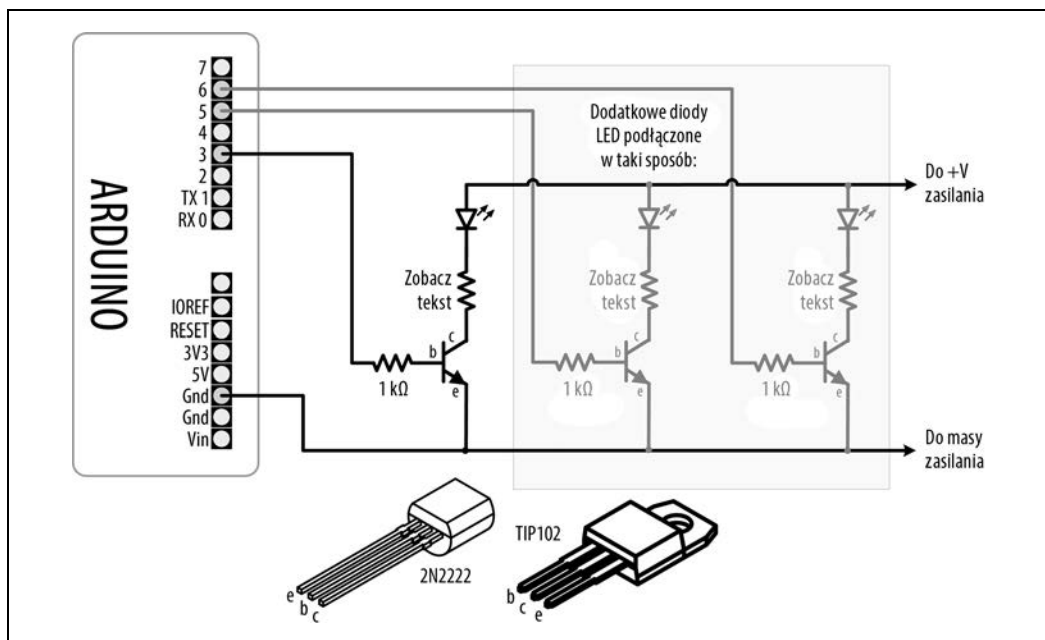 ARDUINO
7
6
5
4
3
2
TX 1
RX 0
IOREF
RESET
3V3
5V
Gnd
Gnd
Vin
Dodatkowe diody
LED podłączone
w taki sposób:
Do +V
zasilania
Zobacz
tekst
Zobacz
tekst
Zobacz
tekst
c
b
e
1 kΩ
c
b
e
1 kΩ
c
b
e
1 kΩ
Do masy
zasilania
2N2222
e
b
c
TIP102
b
c
e